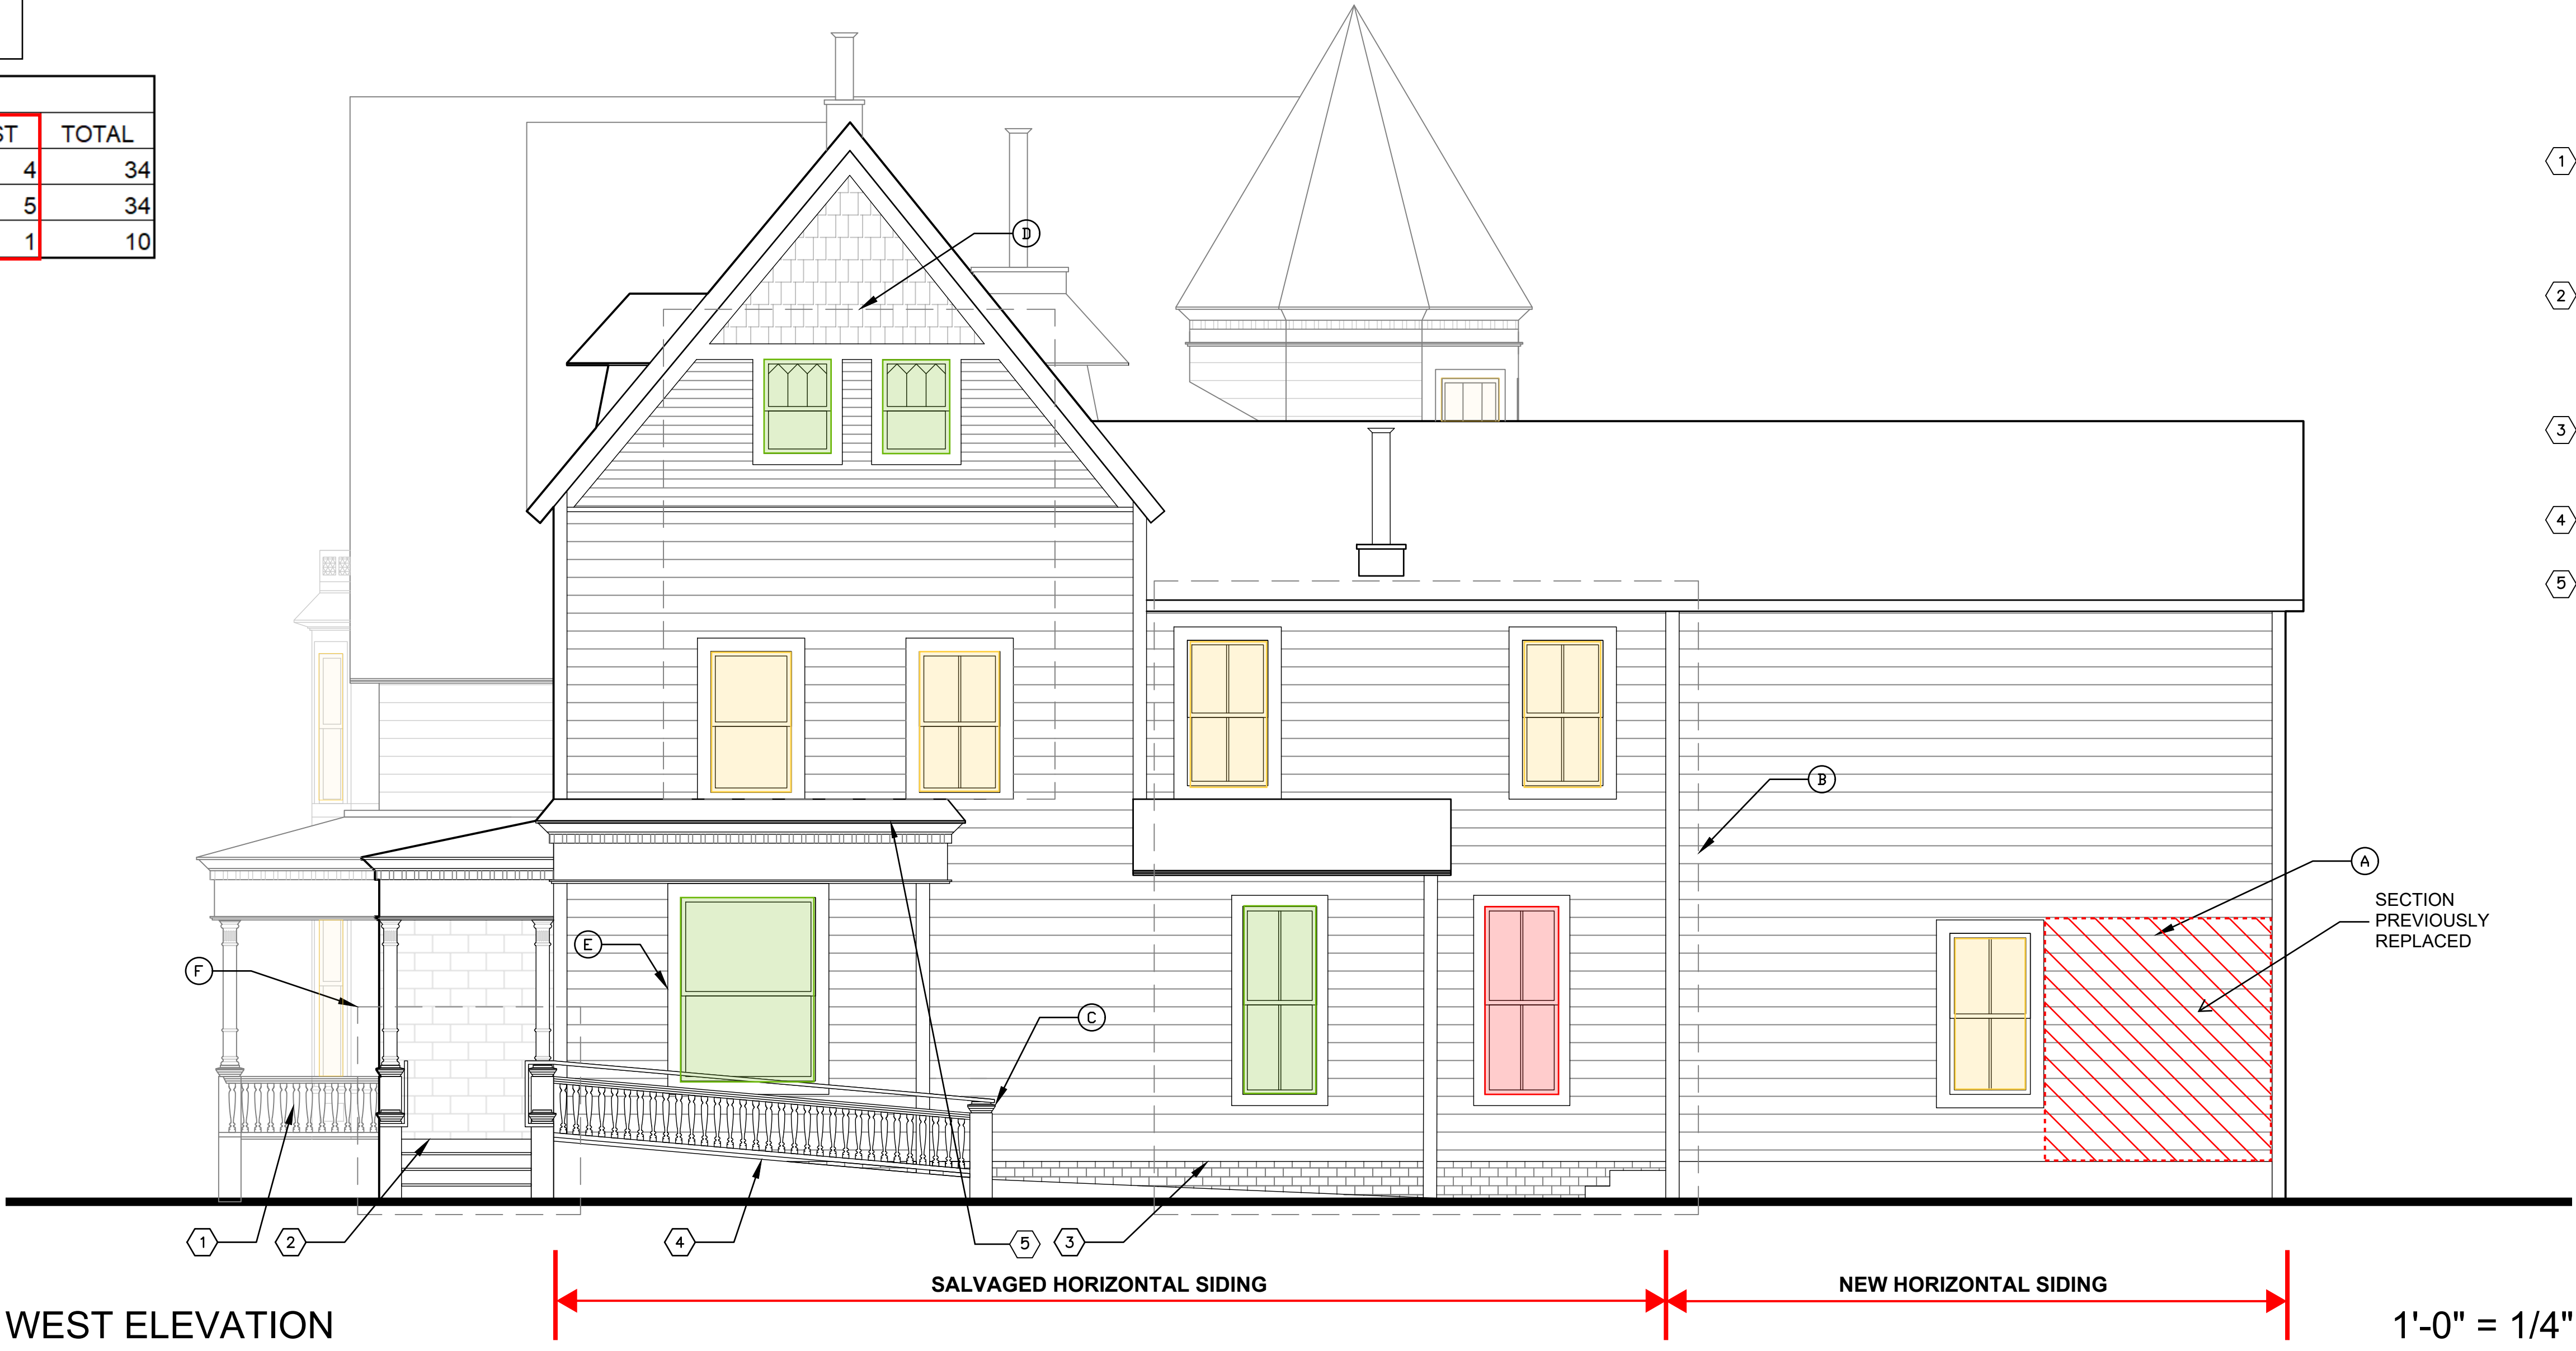 ST TOTAL
4 34
5 34
1 10
D
1
2
3
4
5
B
A
SECTION
PREVIOUSLY
REPLACED
E
F
C
1 2 4 5 3
SALVAGED HORIZONTAL SIDING NEW HORIZONTAL SIDING
WEST ELEVATION 1'-0" = 1/4"